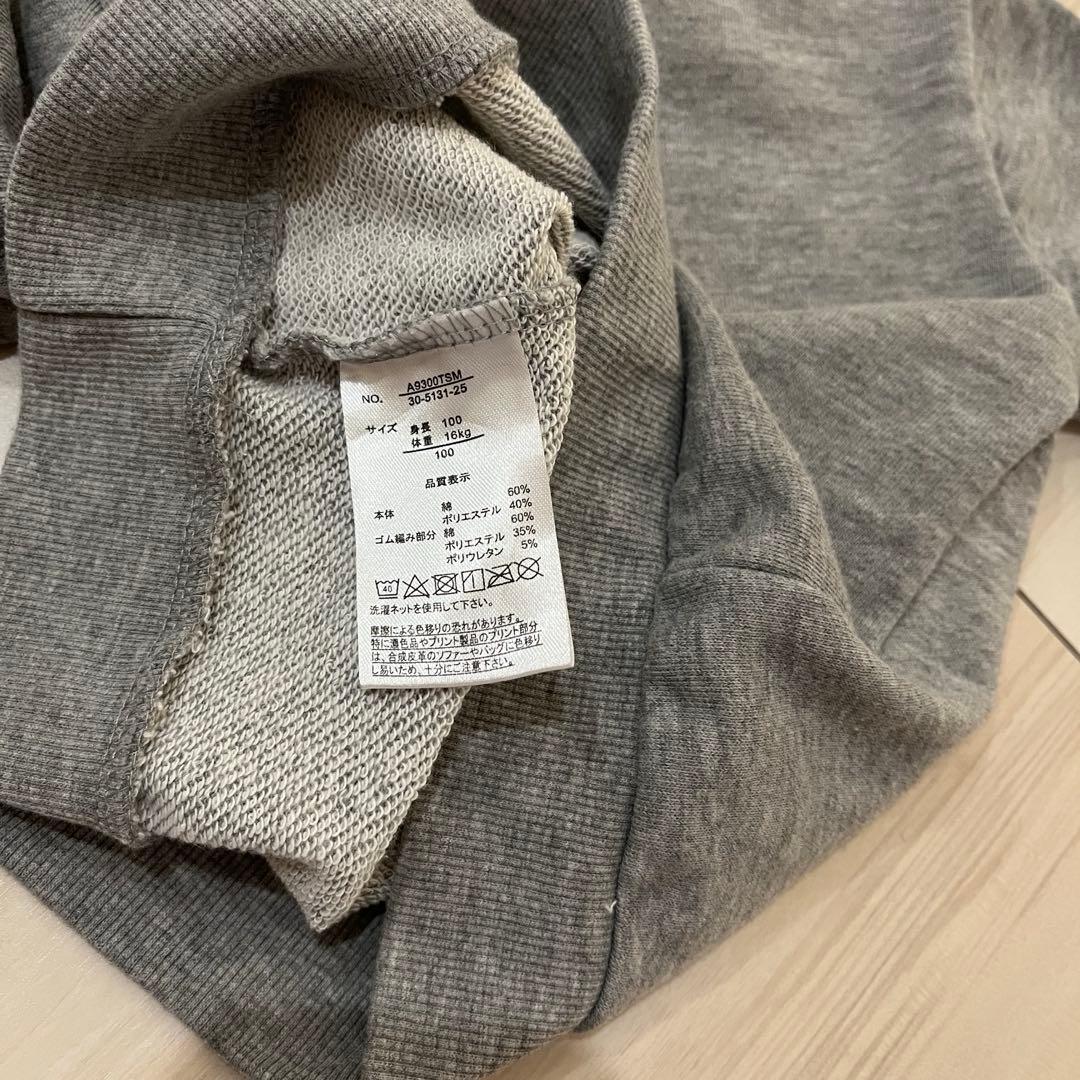 A9300TSM
NO. 30-5131-25
サイズ 身長 100
体重 16kg
100
品質表示
本体 綿 60%
ポリエステル 40%
ゴム編み部分 綿 60%
ポリエステル 35%
ポリウレタン 5%
40
洗濯ネットを使用して下さい。
摩擦による色移りの恐れがあります。
特に濃色品やプリント製品のプリント部分
は、合成皮革のソファーやバッグに色移り
し易いため、十分にご注意下さい。